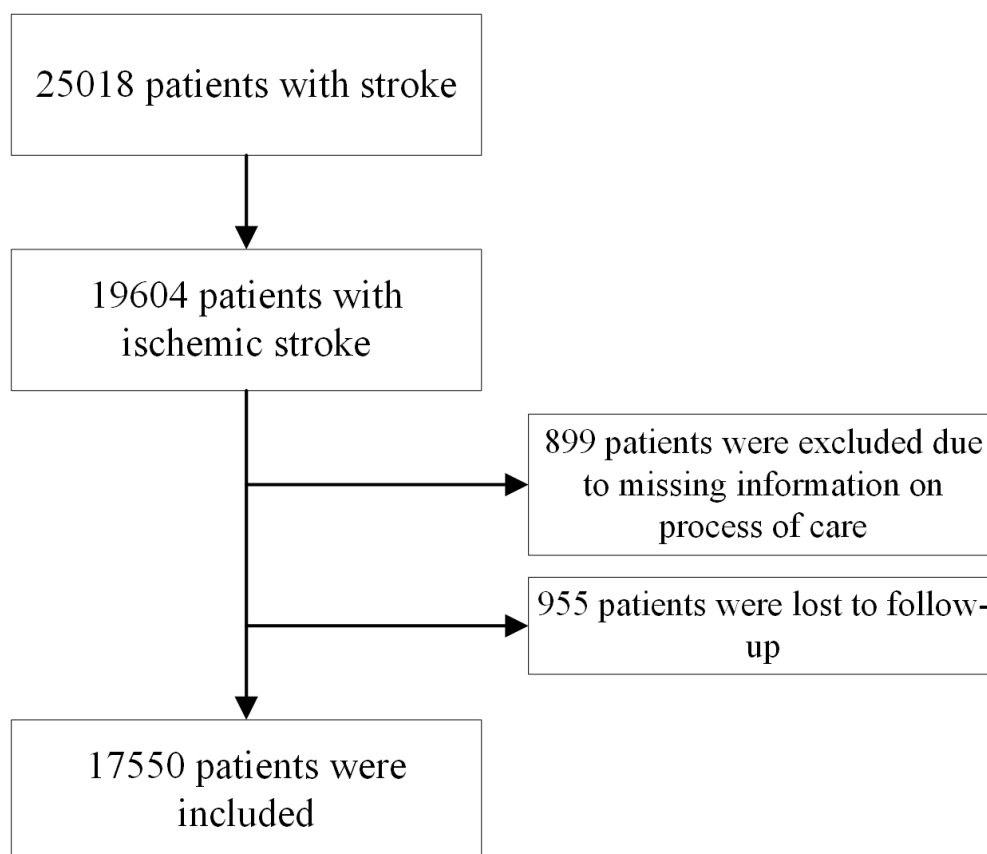 25018 patients with stroke
19604 patients with
ischemic stroke
899 patients were excluded due
to missing information on
process of care
955 patients were lost to follow-
up
17550 patients were
included